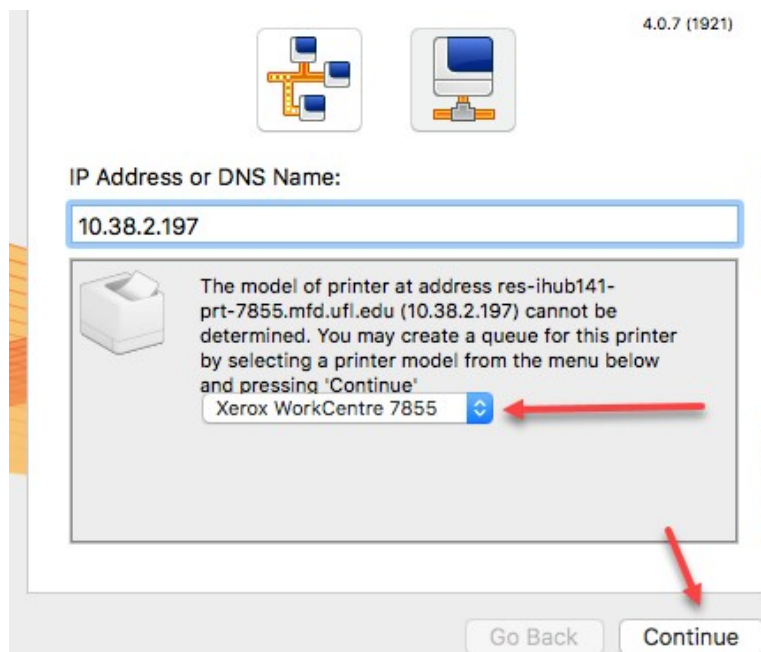 4.0.7 (1921)
IP Address or DNS Name:
10.38.2.197
The model of printer at address res-ihub141-
prt-7855.mfd.ufl.edu (10.38.2.197) cannot be
determined. You may create a queue for this printer
by selecting a printer model from the menu below
and pressing 'Continue'
Xerox WorkCentre 7855
Go Back
Continue